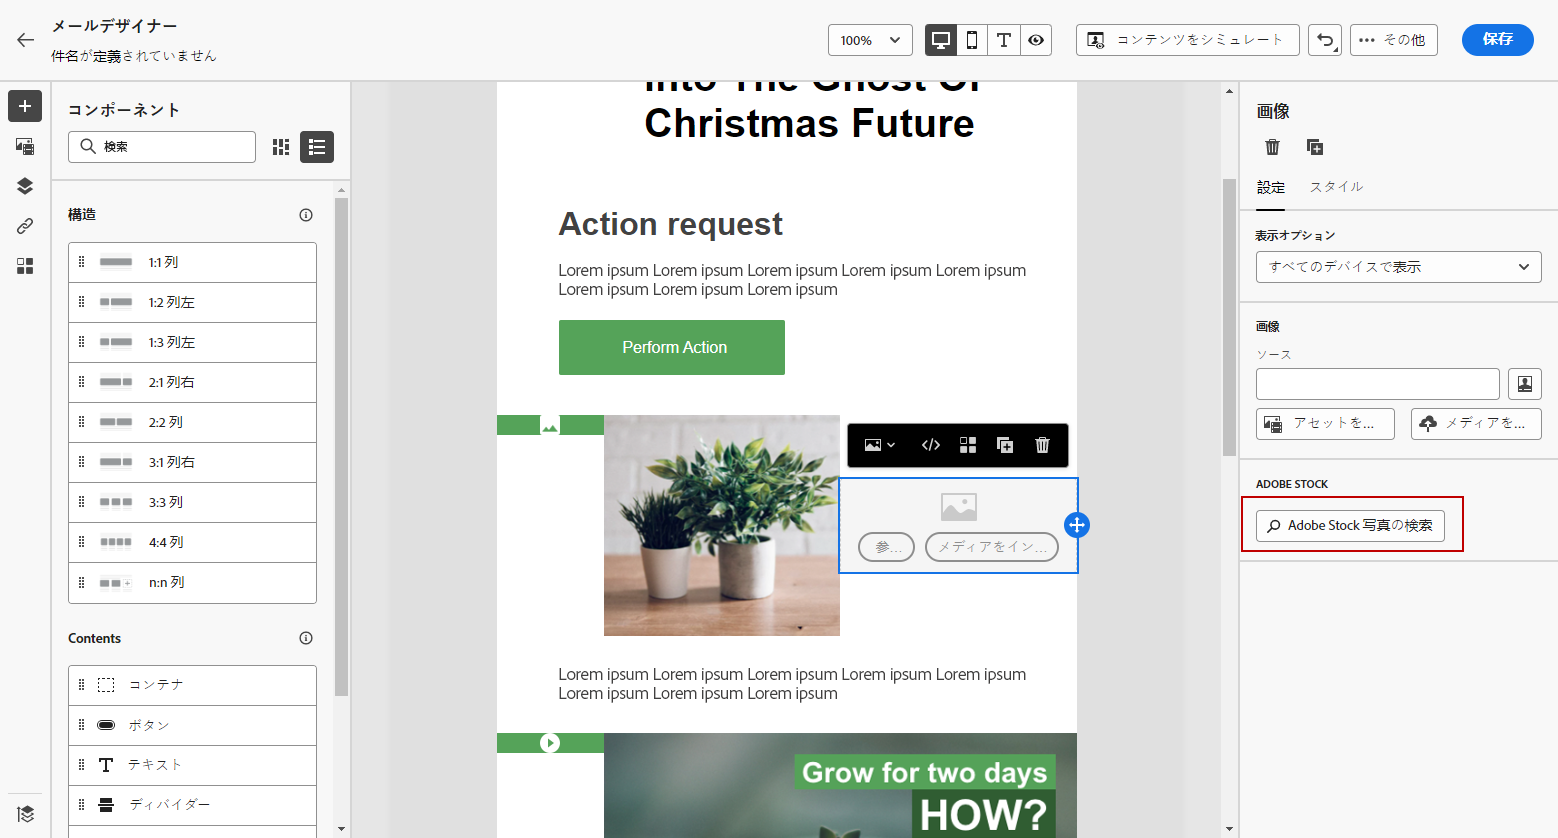 メールデザイナー
件名が定義されていません
100%
コンテンツをシミュレート
その他
保存
コンポーネント
検索
構造
1:1 列
1:2 列左
1:3 列左
2:1 列右
2:2 列
3:1 列右
3:3 列
4:4 列
n:n 列
Contents
コンテナ
ボタン
テキスト
ディバイダー
Into The Ghost Of
Christmas Future
Action request
Lorem ipsum Lorem ipsum Lorem ipsum Lorem ipsum Lorem ipsum
Lorem ipsum Lorem ipsum Lorem ipsum
Perform Action
参...
メディアをイン...
Lorem ipsum Lorem ipsum Lorem ipsum Lorem ipsum Lorem ipsum
Lorem ipsum Lorem ipsum Lorem ipsum
Grow for two days
HOW?
画像
設定
スタイル
表示オプション
すべてのデバイスで表示
画像
ソース
アセットを...
メディアを...
ADOBE STOCK
Adobe Stock 写真の検索